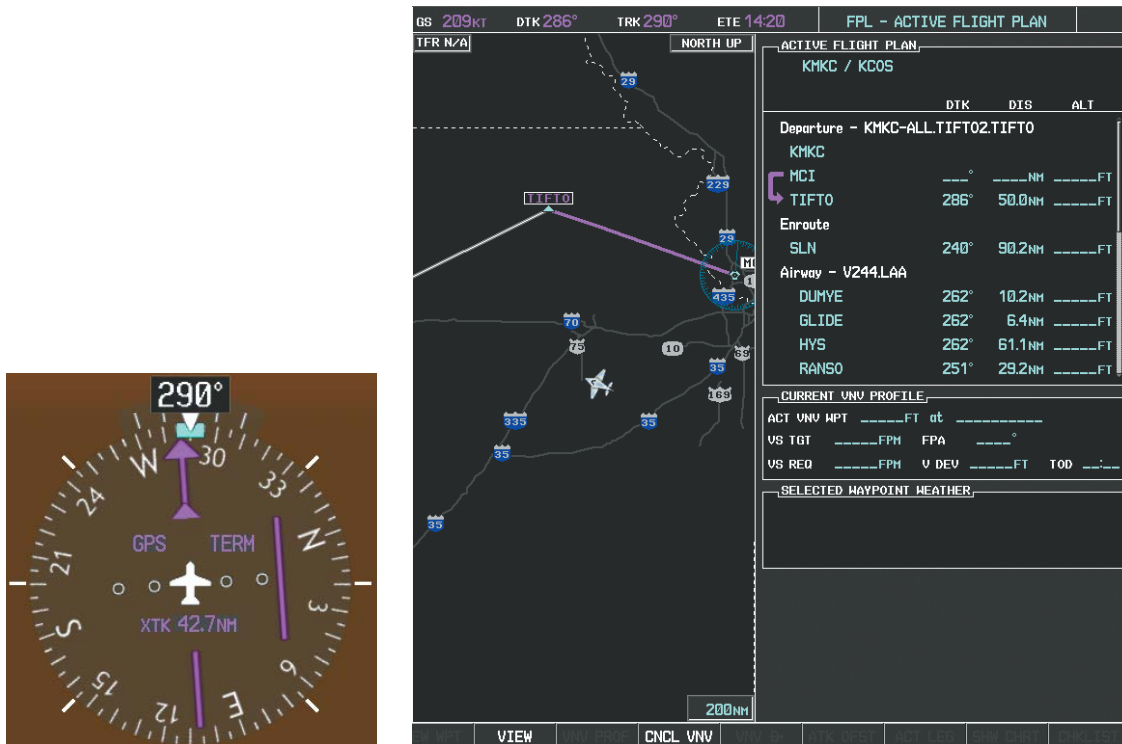 GS 209KT DTK 286° TRK 290° ETE 14:20 FPL - ACTIVE FLIGHT PLAN
TFR N/A NORTH UP
ACTIVE FLIGHT PLAN
KMKC / KCOS
DTK DIS ALT
Departure - KMKC-ALL.TIFTO2.TIFTO
KMKC
MCI ___° ____NM _____FT
TIFTO 286° 50.0NM _____FT
Enroute
SLN 240° 90.2NM _____FT
Airway - V244.LAA
DUMYE 262° 10.2NM _____FT
GLIDE 262° 6.4NM _____FT
HYS 262° 61.1NM _____FT
RANSO 251° 29.2NM _____FT
CURRENT VNV PROFILE
ACT VNV WPT _____FT at __________
VS TGT _____FPM FPA ____°
VS REQ _____FPM V DEV _____FT TOD __:__
SELECTED WAYPOINT WEATHER
29
229
TIFTO
29
435
70
75
10
69
35
169
335
35
35
35
200NM
VIEW VNV PROF CNCL VNV ATK OFST ACT LEG SHW CHRT CHKLIST
290°
30
33
N
3
6
E
12
15
S
21
24
W
GPS TERM
XTK 42.7NM